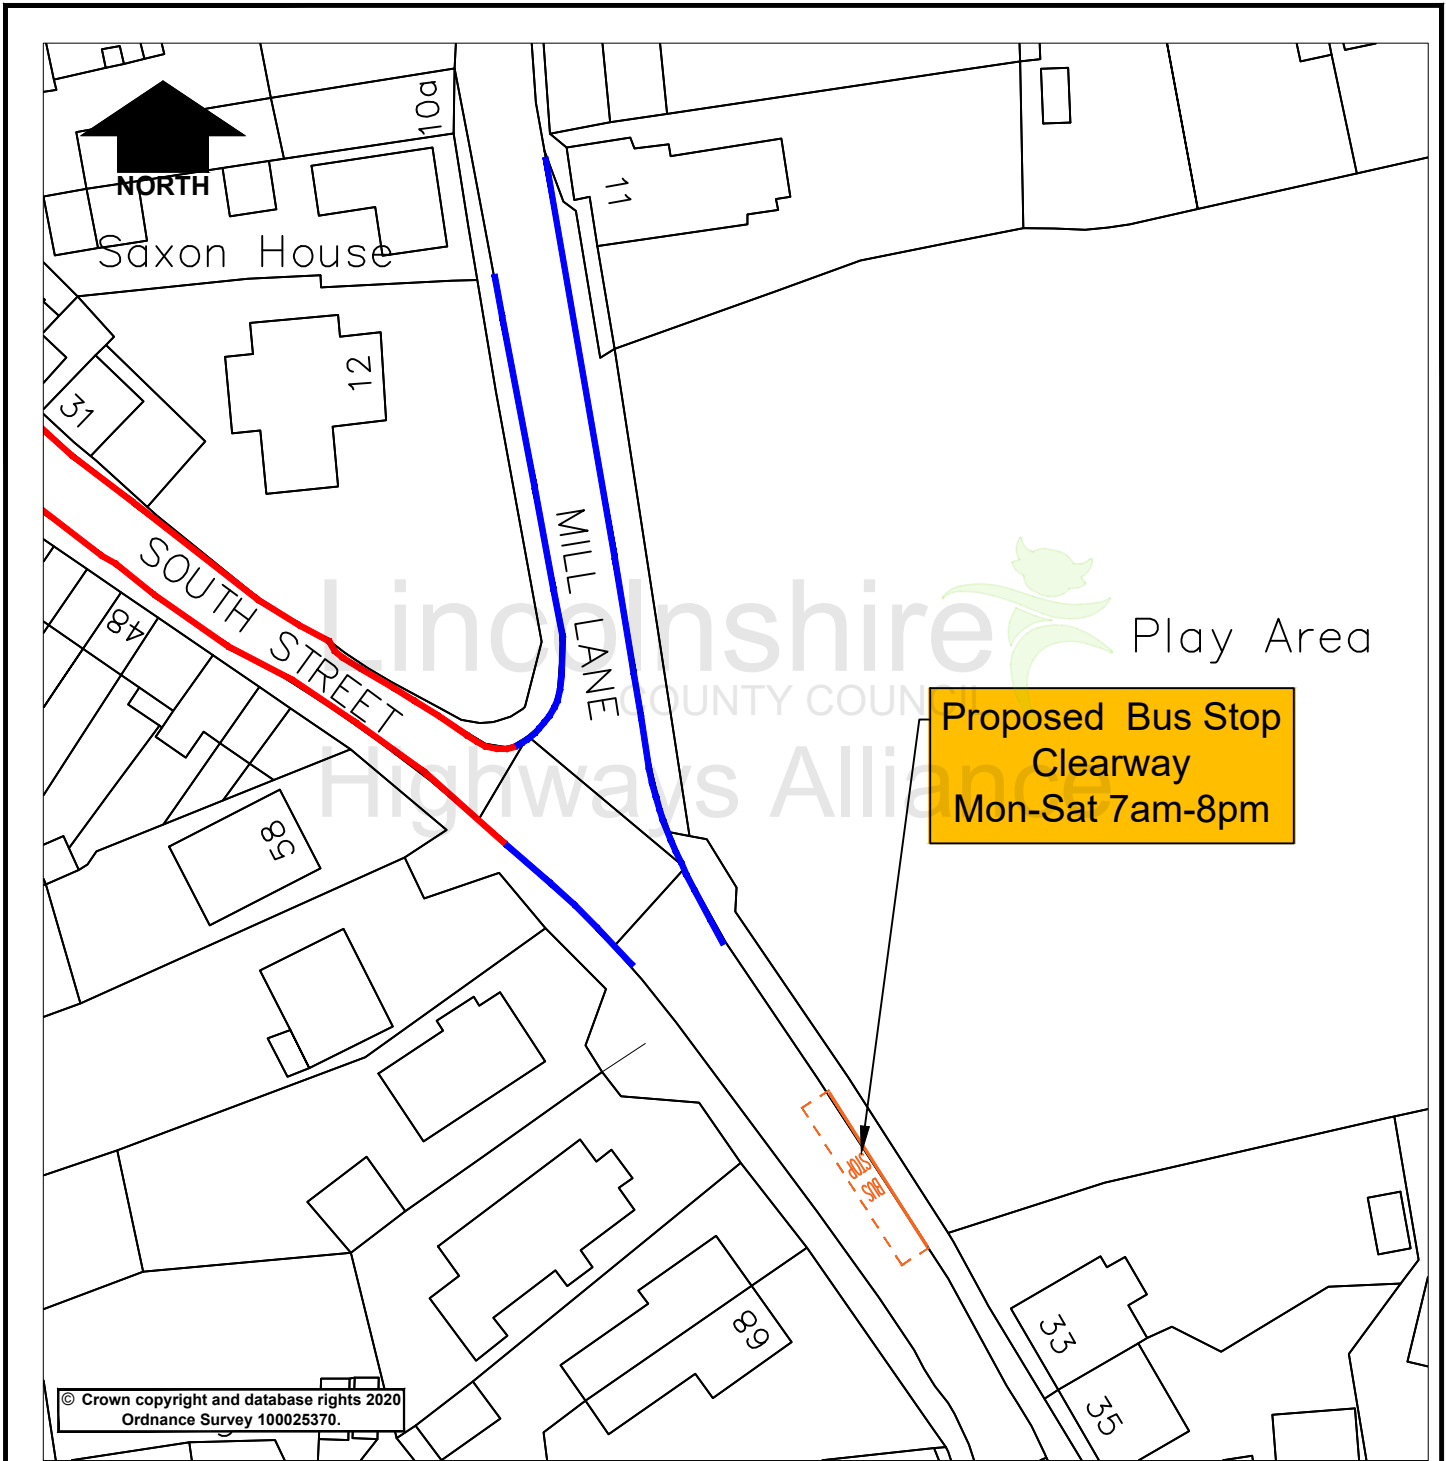 10a
11
NORTH
Saxon House
12
31
MILL LANE
SOUTH STREET
48
Lincolnshire
COUNTY COUNCIL
Highways Alliance
Play Area
Proposed Bus Stop
Clearway
Mon-Sat 7am-8pm
58
BUS
STOP
33
68
35
© Crown copyright and database rights 2020
Ordnance Survey 100025370.